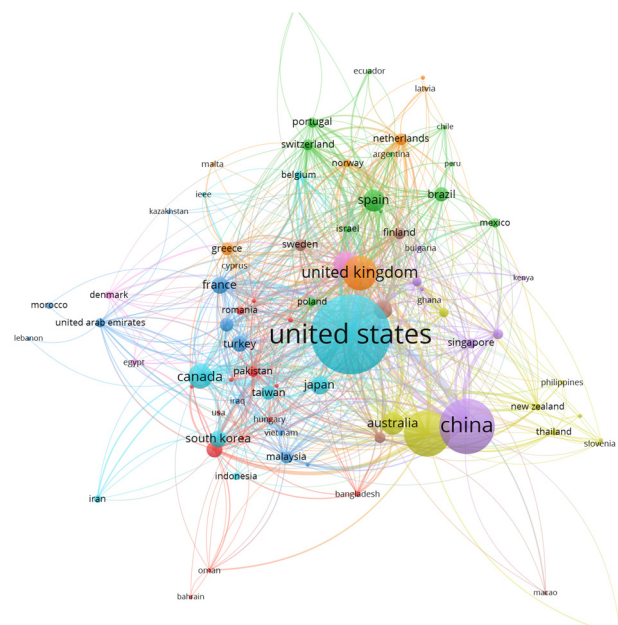 ecuador
latvia
portugal
chile
switzerland
netherlands
argentina
malta
norway
peru
belgium
ieee
spain
brazil
kazakhstan
israel
finland
mexico
sweden
greece
bulgaria
cyprus
united kingdom
kenya
france
denmark
poland
ghana
morocco
romania
united arab emirates
united states
lebanon
turkey
singapore
egypt
pakistan
canada
japan
philippines
taiwan
iraq
new zealand
usa
hungary
australia
china
vietnam
thailand
south korea
slovenia
malaysia
indonesia
bangladesh
iran
oman
macao
bahrain